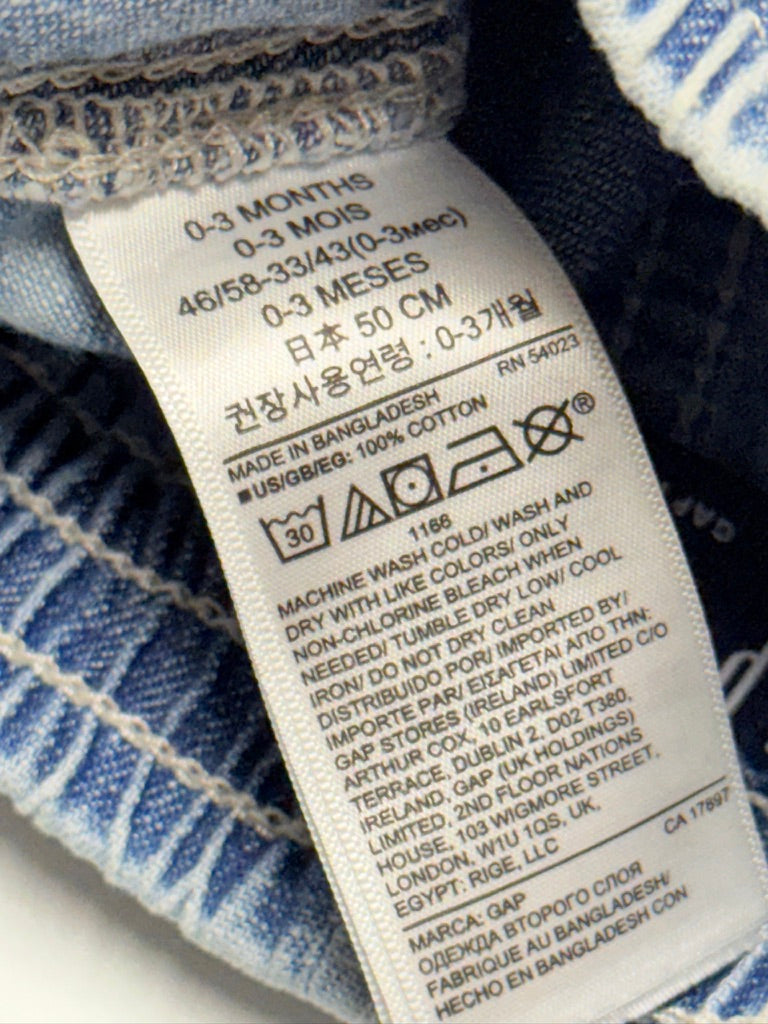 0-3 MONTHS
0-3 MOIS
46/58-33/43(0-3мес)
0-3 MESES
日本 50 CM
권장사용연령 : 0-3개월
RN 54023
MADE IN BANGLADESH
■US/GB/EG: 100% COTTON
30
®
1166
MACHINE WASH COLD/ WASH AND
DRY WITH LIKE COLORS/ ONLY
NON-CHLORINE BLEACH WHEN
NEEDED/ TUMBLE DRY LOW/ COOL
IRON/ DO NOT DRY CLEAN
DISTRIBUIDO POR/ IMPORTED BY/
IMPORTE PAR/ ΕΙΣΑΓΕΤΑΙ ΑΠΟ ΤΗΝ:
GAP STORES (IRELAND) LIMITED C/O
ARTHUR COX, 10 EARLSFORT
TERRACE, DUBLIN 2, D02 T380,
IRELAND, GAP (UK HOLDINGS)
LIMITED, 2ND FLOOR NATIONS
HOUSE, 103 WIGMORE STREET,
LONDON, W1U 1QS, UK,
EGYPT: RIGE, LLC
CA 17897
MARCA: GAP
ОДЕЖДА ВТОРОГО СЛОЯ
FABRIQUE AU BANGLADESH/
HECHO EN BANGLADESH CON
GAP